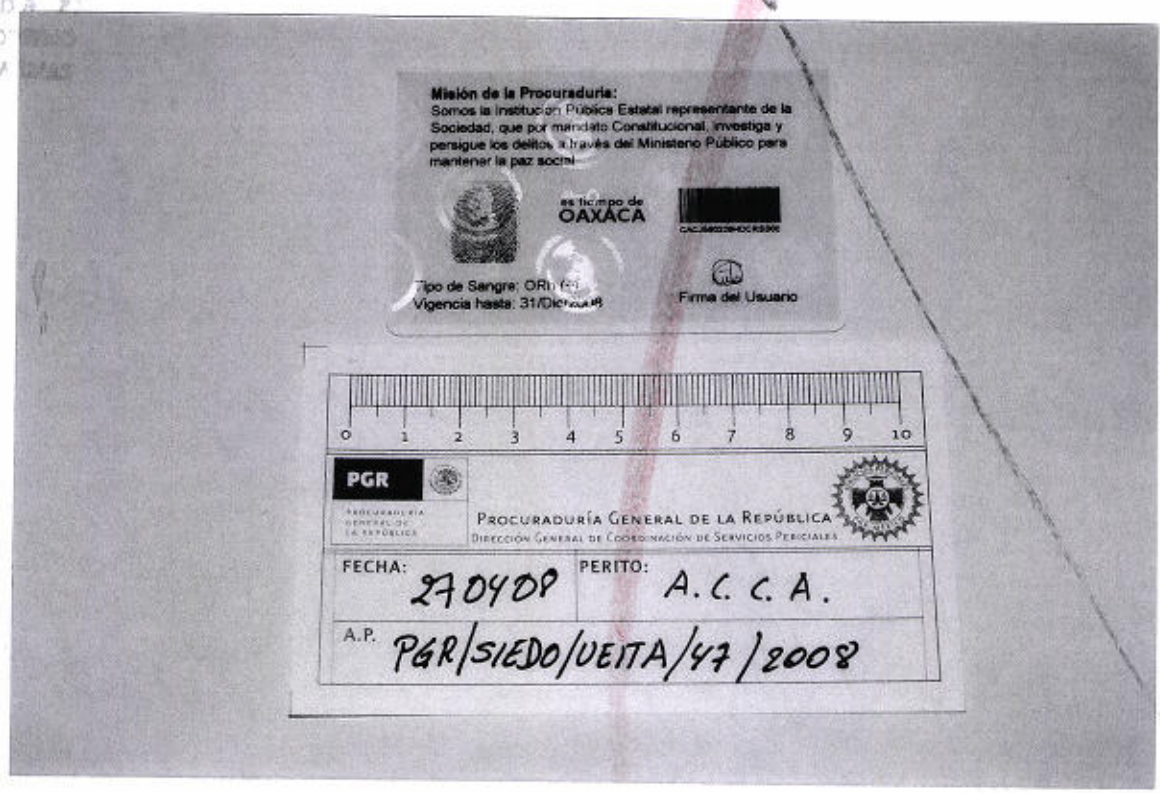 Misión de la Procuraduría:
Somos la Institución Pública Estatal representante de la
Sociedad, que por mandato Constitucional, investiga y
persigue los delitos a través del Ministerio Público para
mantener la paz social
es tiempo de
OAXACA
Tipo de Sangre: ORH
Vigencia hasta: 31/Dic/2008
Firma del Usuario
0 1 2 3 4 5 6 7 8 9 10
PGR
PROCURADURÍA
GENERAL DE
LA REPÚBLICA
PROCURADURÍA GENERAL DE LA REPÚBLICA
DIRECCIÓN GENERAL DE COORDINACIÓN DE SERVICIOS PERICIALES
FECHA: 270408 PERITO: A. C. C. A.
A.P. PGR/SIEDO/UEITA/47/2008